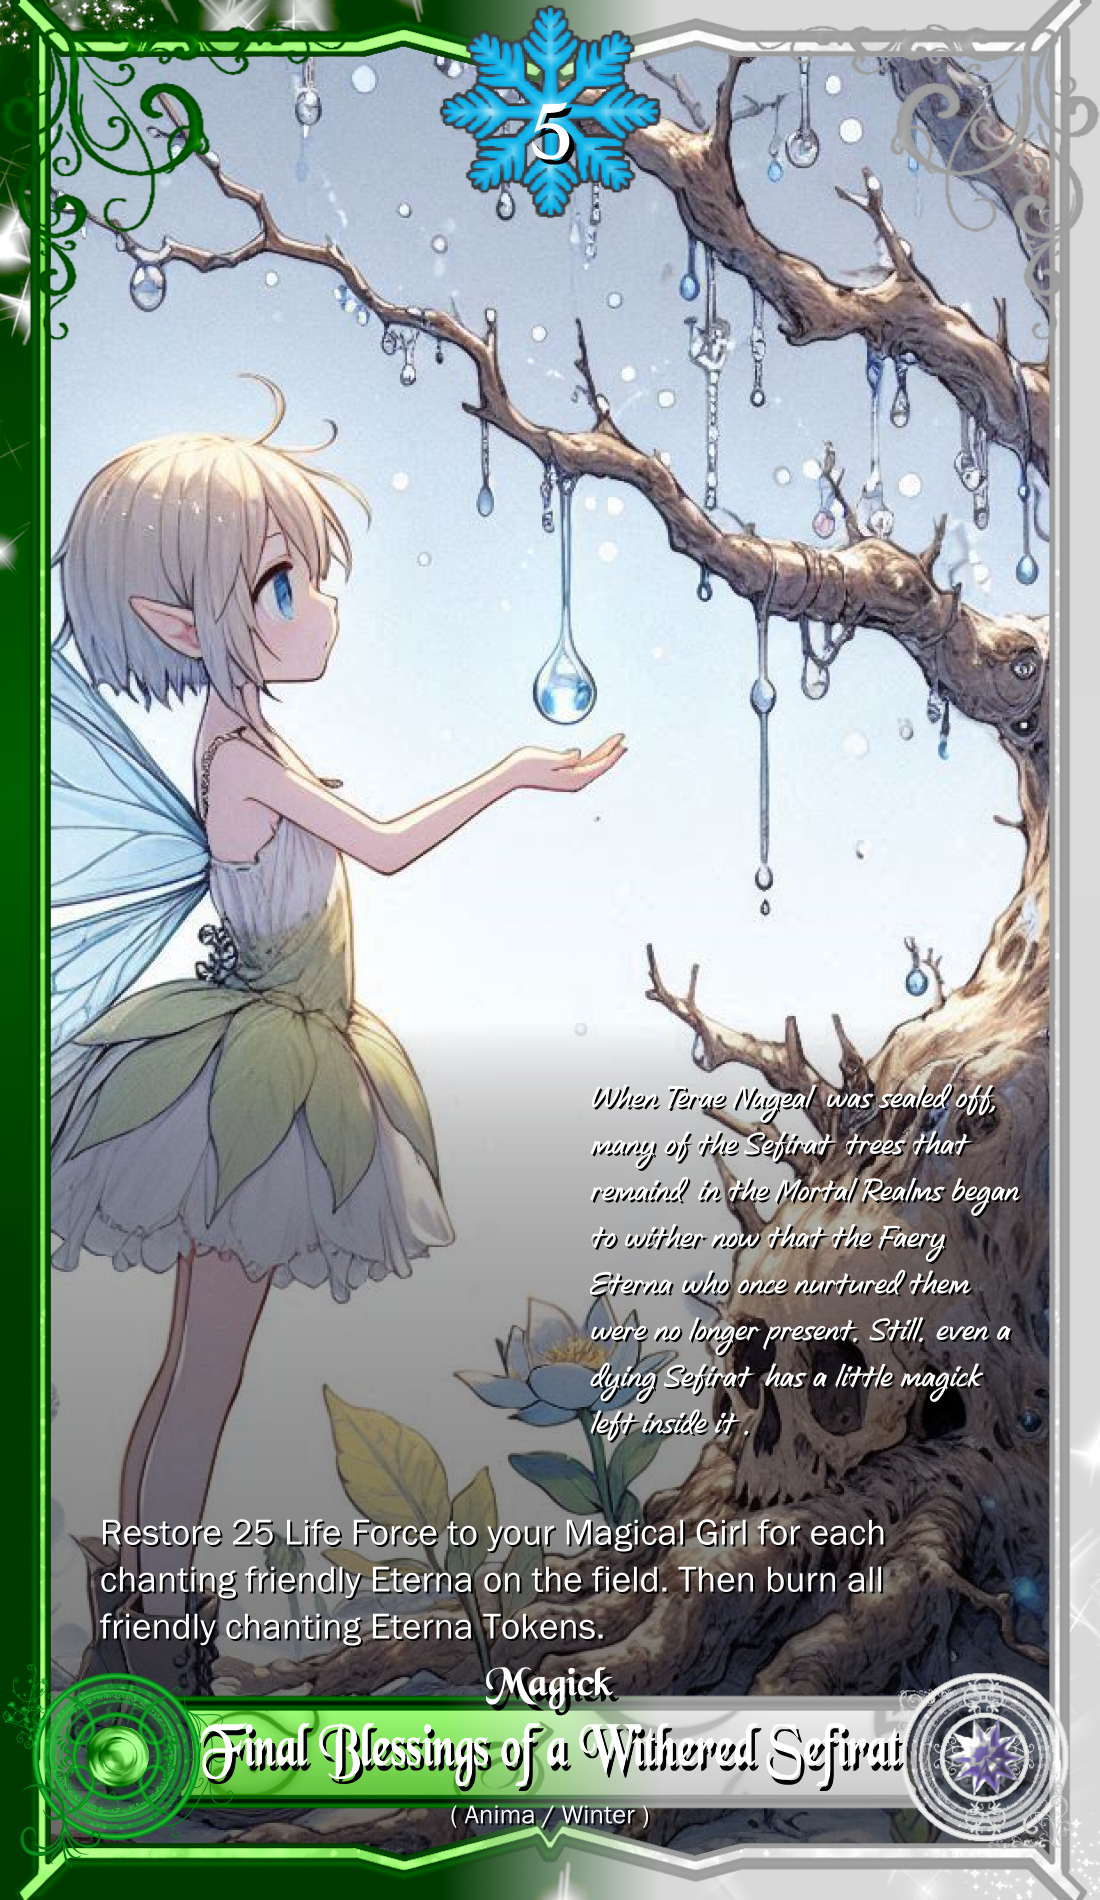 5
When Terae Nageal was sealed off,
many of the Sefirat trees that
remaind in the Mortal Realms began
to wither now that the Faery
Eterna who once nurtured them
were no longer present. Still, even a
dying Sefirat has a little magick
left inside it .
Restore 25 Life Force to your Magical Girl for each
chanting friendly Eterna on the field. Then burn all
friendly chanting Eterna Tokens.
Magick
Final Blessings of a Withered Sefirat
( Anima / Winter )